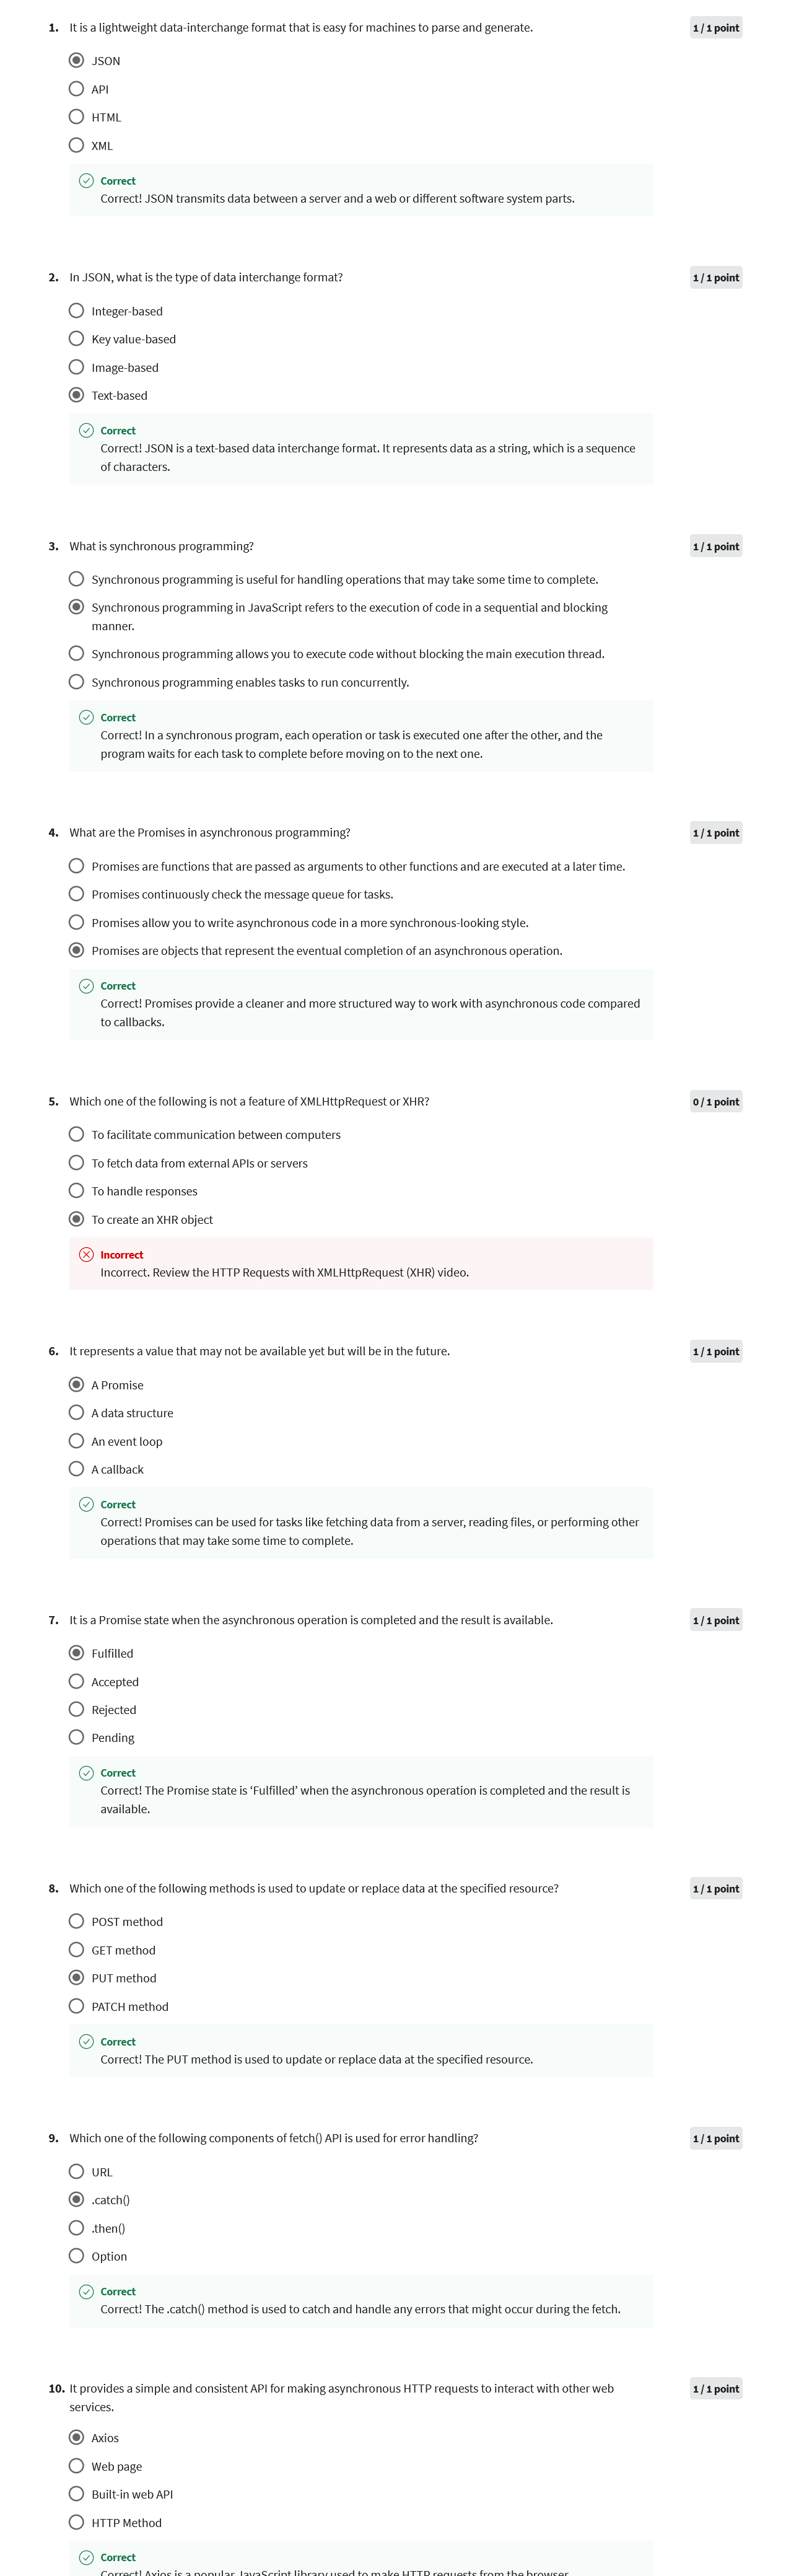 1. It is a lightweight data-interchange format that is easy for machines to parse and generate. 1 / 1 point
JSON
API
HTML
XML
Correct
Correct! JSON transmits data between a server and a web or different software system parts.
2. In JSON, what is the type of data interchange format? 1 / 1 point
Integer-based
Key value-based
Image-based
Text-based
Correct
Correct! JSON is a text-based data interchange format. It represents data as a string, which is a sequence
of characters.
3. What is synchronous programming? 1 / 1 point
Synchronous programming is useful for handling operations that may take some time to complete.
Synchronous programming in JavaScript refers to the execution of code in a sequential and blocking
manner.
Synchronous programming allows you to execute code without blocking the main execution thread.
Synchronous programming enables tasks to run concurrently.
Correct
Correct! In a synchronous program, each operation or task is executed one after the other, and the
program waits for each task to complete before moving on to the next one.
4. What are the Promises in asynchronous programming? 1 / 1 point
Promises are functions that are passed as arguments to other functions and are executed at a later time.
Promises continuously check the message queue for tasks.
Promises allow you to write asynchronous code in a more synchronous-looking style.
Promises are objects that represent the eventual completion of an asynchronous operation.
Correct
Correct! Promises provide a cleaner and more structured way to work with asynchronous code compared
to callbacks.
5. Which one of the following is not a feature of XMLHttpRequest or XHR? 0 / 1 point
To facilitate communication between computers
To fetch data from external APIs or servers
To handle responses
To create an XHR object
Incorrect
Incorrect. Review the HTTP Requests with XMLHttpRequest (XHR) video.
6. It represents a value that may not be available yet but will be in the future. 1 / 1 point
A Promise
A data structure
An event loop
A callback
Correct
Correct! Promises can be used for tasks like fetching data from a server, reading files, or performing other
operations that may take some time to complete.
7. It is a Promise state when the asynchronous operation is completed and the result is available. 1 / 1 point
Fulfilled
Accepted
Rejected
Pending
Correct
Correct! The Promise state is ‘Fulfilled’ when the asynchronous operation is completed and the result is
available.
8. Which one of the following methods is used to update or replace data at the specified resource? 1 / 1 point
POST method
GET method
PUT method
PATCH method
Correct
Correct! The PUT method is used to update or replace data at the specified resource.
9. Which one of the following components of fetch() API is used for error handling? 1 / 1 point
URL
.catch()
.then()
Option
Correct
Correct! The .catch() method is used to catch and handle any errors that might occur during the fetch.
10. It provides a simple and consistent API for making asynchronous HTTP requests to interact with other web 1 / 1 point
services.
Axios
Web page
Built-in web API
HTTP Method
Correct
Correct! Axios is a popular JavaScript library used to make HTTP requests from the browser.